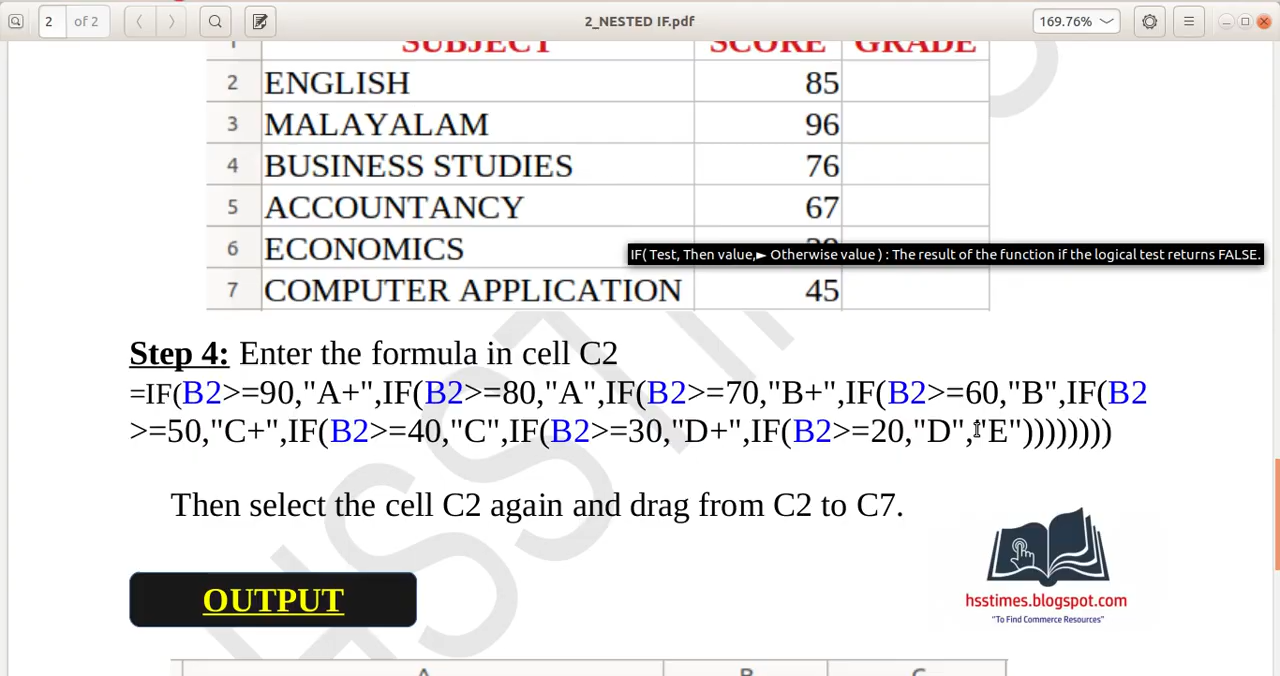 2 of 2 2_NESTED IF.pdf 169.76%
1 SUBJECT SCORE GRADE
2 ENGLISH 85
3 MALAYALAM 96
4 BUSINESS STUDIES 76
5 ACCOUNTANCY 67
6 ECONOMICS
IF( Test, Then value,► Otherwise value ) : The result of the function if the logical test returns FALSE.
7 COMPUTER APPLICATION 45
Step 4: Enter the formula in cell C2
=IF(B2>=90,"A+",IF(B2>=80,"A",IF(B2>=70,"B+",IF(B2>=60,"B",IF(B2
>=50,"C+",IF(B2>=40,"C",IF(B2>=30,"D+",IF(B2>=20,"D","E"))))))))
Then select the cell C2 again and drag from C2 to C7.
OUTPUT
hsstimes.blogspot.com
"To Find Commerce Resources"
A B C